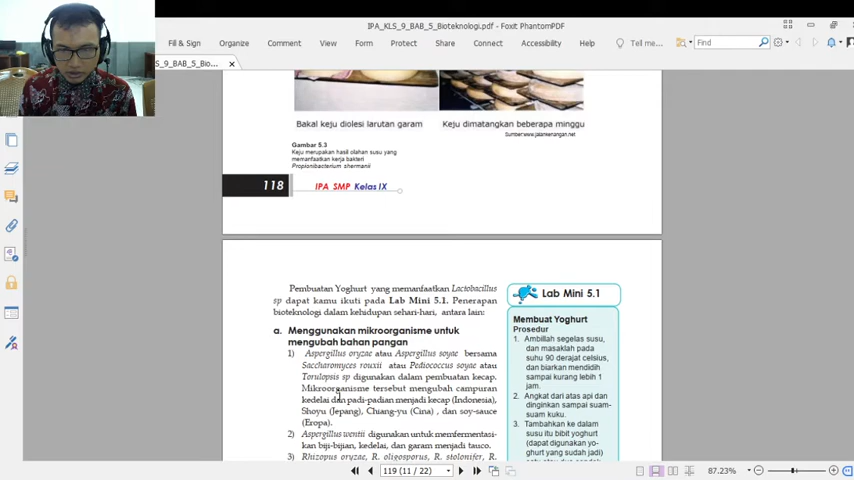 IPA_KLS_9_BAB_5_Bioteknologi.pdf - Foxit PhantomPDF
Fill & Sign Organize Comment View Form Protect Share Connect Accessibility Help Tell me... Find
S_9_BAB_5_Bio...
Bakal keju diolesi larutan garam
Keju dimatangkan beberapa minggu
Sumber:www.jalankenangan.net
Gambar 5.3
Keju merupakan hasil olahan susu yang
memanfaatkan kerja bakteri
Propionibacterium shermanii
118 IPA SMP Kelas IX
Pembuatan Yoghurt yang memanfaatkan Lactobacillus
sp dapat kamu ikuti pada Lab Mini 5.1. Penerapan
bioteknologi dalam kehidupan sehari-hari, antara lain:
a. Menggunakan mikroorganisme untuk
mengubah bahan pangan
1) Aspergillus oryzae atau Aspergillus soyae bersama
Saccharomyces rouxii atau Pediococcus soyae atau
Torulopsis sp digunakan dalam pembuatan kecap.
Mikroorganisme tersebut mengubah campuran
kedelai dan padi-padian menjadi kecap (Indonesia),
Shoyu (Jepang), Chiang-yu (Cina) , dan soy-sauce
(Eropa).
2) Aspergillus wentii digunakan untuk memfermentasi-
kan biji-bijian, kedelai, dan garam menjadi tauco.
3) Rhizopus oryzae, R. oligosporus, R. stolonifer, R.
Lab Mini 5.1
Membuat Yoghurt
Prosedur
1. Ambillah segelas susu,
dan masaklah pada
suhu 90 derajat celsius,
dan biarkan mendidih
sampai kurang lebih 1
jam.
2. Angkat dari atas api dan
dinginkan sampai suam-
suam kuku.
3. Tambahkan ke dalam
susu itu bibit yoghurt
(dapat digunakan yo-
ghurt yang sudah jadi)
119 (11 / 22)
87.23%